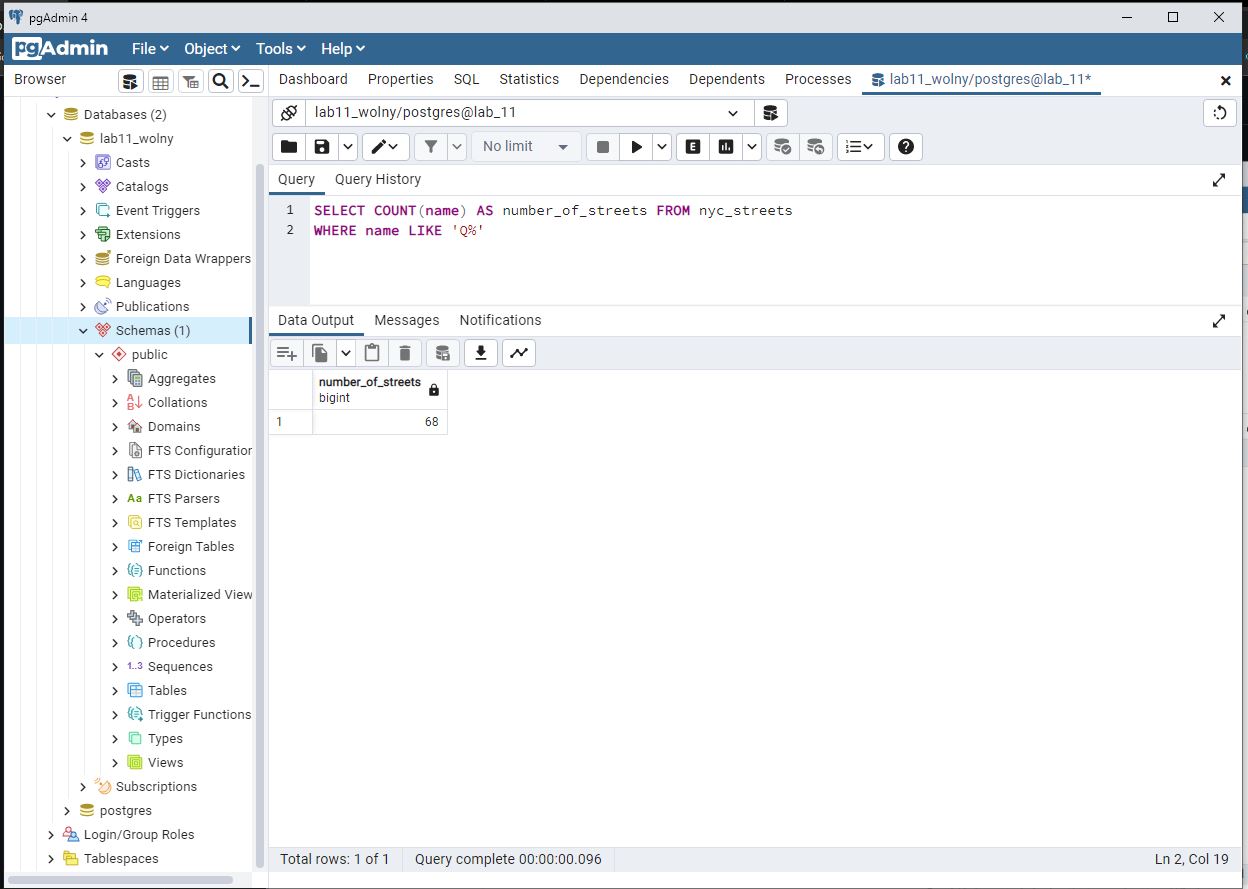 pgAdmin 4
pgAdmin File Object Tools Help
Browser
Dashboard Properties SQL Statistics Dependencies Dependents Processes lab11_wolny/postgres@lab_11*
Databases (2)
lab11_wolny
Casts
Catalogs
Event Triggers
Extensions
Foreign Data Wrappers
Languages
Publications
Schemas (1)
public
Aggregates
Collations
Domains
FTS Configuration
FTS Dictionaries
Aa FTS Parsers
FTS Templates
Foreign Tables
Functions
Materialized View
Operators
Procedures
1..3 Sequences
Tables
Trigger Functions
Types
Views
Subscriptions
postgres
Login/Group Roles
Tablespaces
lab11_wolny/postgres@lab_11
No limit E
Query Query History
1 SELECT COUNT(name) AS number_of_streets FROM nyc_streets
2 WHERE name LIKE 'Q%'
Data Output Messages Notifications
number_of_streets
bigint
1 68
Total rows: 1 of 1 Query complete 00:00:00.096 Ln 2, Col 19